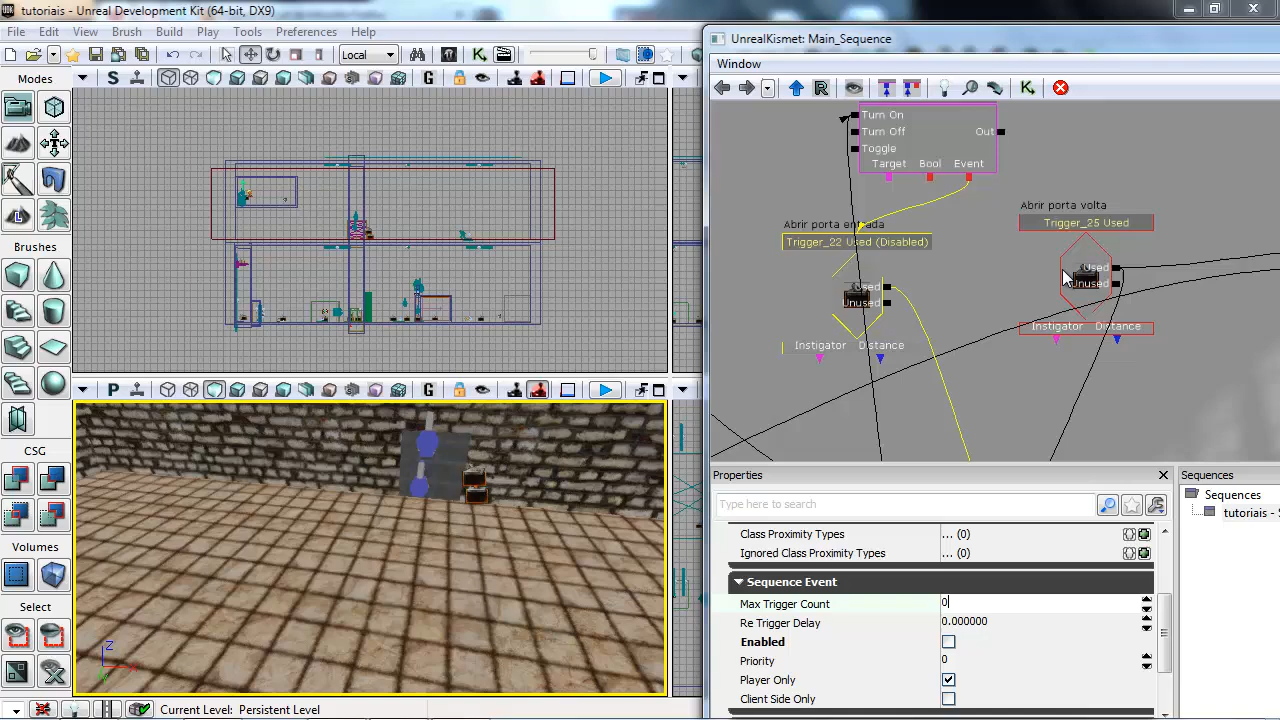 tutoriais - Unreal Development Kit (64-bit, DX9)
File Edit View Brush Build Play Tools Preferences Help
Local
Modes
Brushes
CSG
Volumes
Select
S
G
P
G
Z
Current Level: Persistent Level
UnrealKismet: Main_Sequence
Window
Turn On
Turn Off
Out
Toggle
Target Bool Event
Abrir porta entrada
Trigger_22 Used (Disabled)
Used
Unused
Instigator Distance
Abrir porta volta
Trigger_25 Used
Used
Unused
Instigator Distance
Properties
Type here to search
Class Proximity Types ... (0)
Ignored Class Proximity Types ... (0)
Sequence Event
Max Trigger Count 0
Re Trigger Delay 0.000000
Enabled
Priority 0
Player Only
Client Side Only
Sequences
Sequences
tutoriais - S